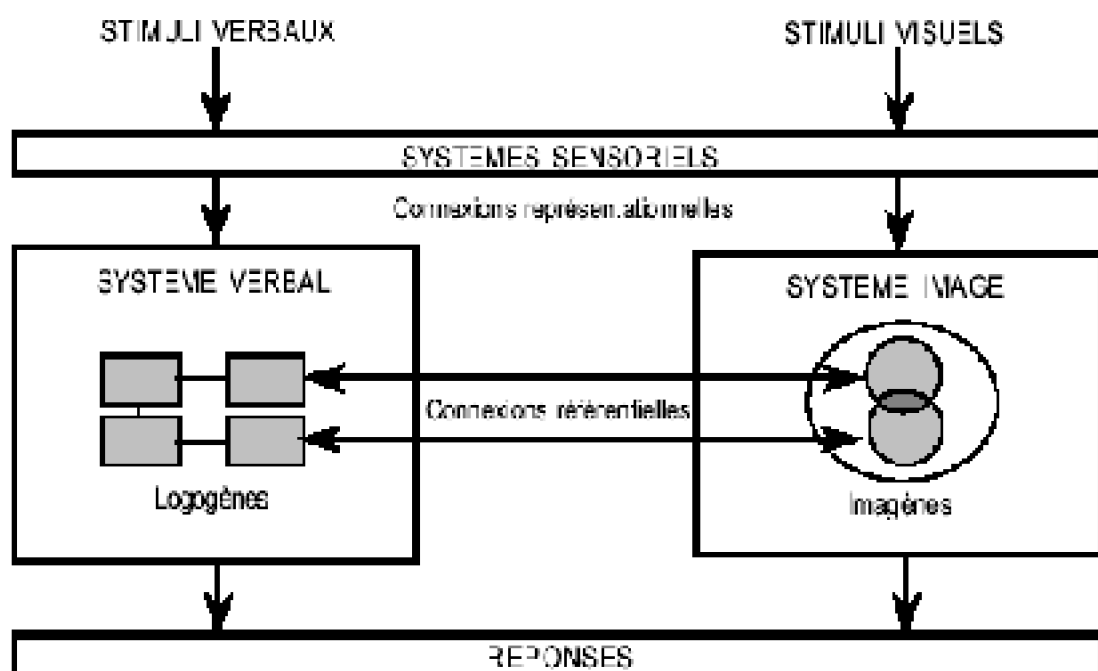 STIMULI VERBAUX
STIMULI VISUELS
SYSTEMES SENSORIELS
Connexions représentationnelles
SYSTEME VERBAL
SYSTEME IMAGE
Connexions référentielles
Logogènes
Imagènes
REPONSES